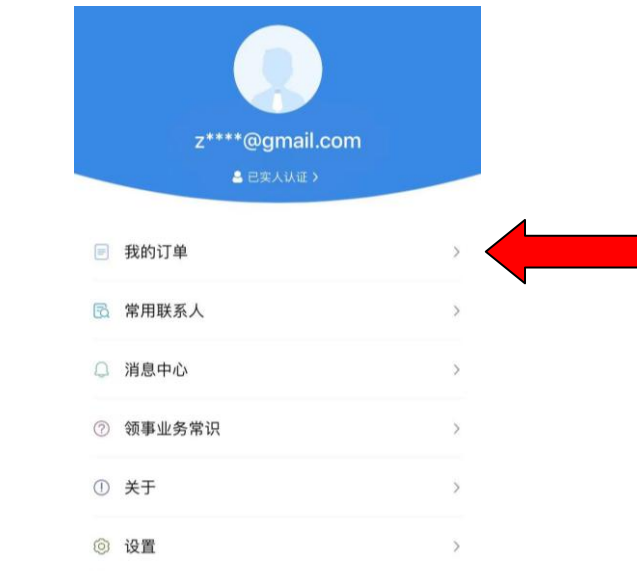 z****@gmail.com
已实人认证
我的订单
常用联系人
消息中心
领事业务常识
关于
设置